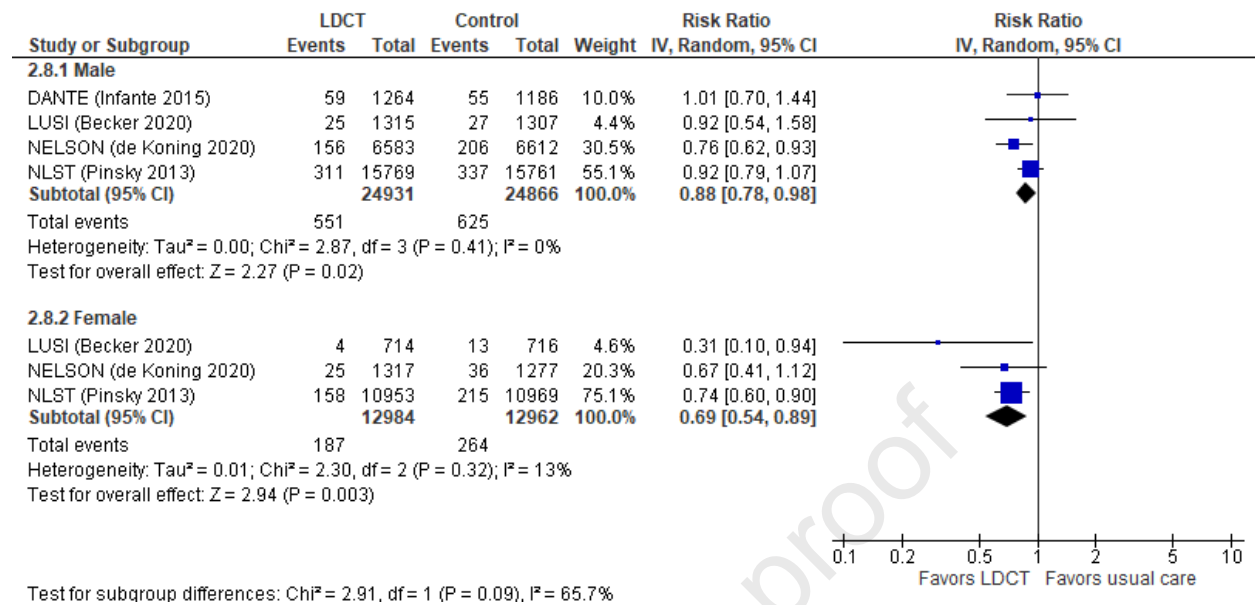 LDCT Control Risk Ratio Risk Ratio
Study or Subgroup Events Total Events Total Weight IV, Random, 95% CI IV, Random, 95% CI
2.8.1 Male
DANTE (Infante 2015) 59 1264 55 1186 10.0% 1.01 [0.70, 1.44]
LUSI (Becker 2020) 25 1315 27 1307 4.4% 0.92 [0.54, 1.58]
NELSON (de Koning 2020) 156 6583 206 6612 30.5% 0.76 [0.62, 0.93]
NLST (Pinsky 2013) 311 15769 337 15761 55.1% 0.92 [0.79, 1.07]
Subtotal (95% CI) 24931 24866 100.0% 0.88 [0.78, 0.98]
Total events 551 625
Heterogeneity: Tau² = 0.00; Chi² = 2.87, df = 3 (P = 0.41); I² = 0%
Test for overall effect: Z = 2.27 (P = 0.02)
2.8.2 Female
LUSI (Becker 2020) 4 714 13 716 4.6% 0.31 [0.10, 0.94]
NELSON (de Koning 2020) 25 1317 36 1277 20.3% 0.67 [0.41, 1.12]
NLST (Pinsky 2013) 158 10953 215 10969 75.1% 0.74 [0.60, 0.90]
Subtotal (95% CI) 12984 12962 100.0% 0.69 [0.54, 0.89]
Total events 187 264
Heterogeneity: Tau² = 0.01; Chi² = 2.30, df = 2 (P = 0.32); I² = 13%
Test for overall effect: Z = 2.94 (P = 0.003)
proof
0.1 0.2 0.5 1 2 5 10
Favors LDCT Favors usual care
Test for subgroup differences: Chi² = 2.91, df = 1 (P = 0.09), I² = 65.7%